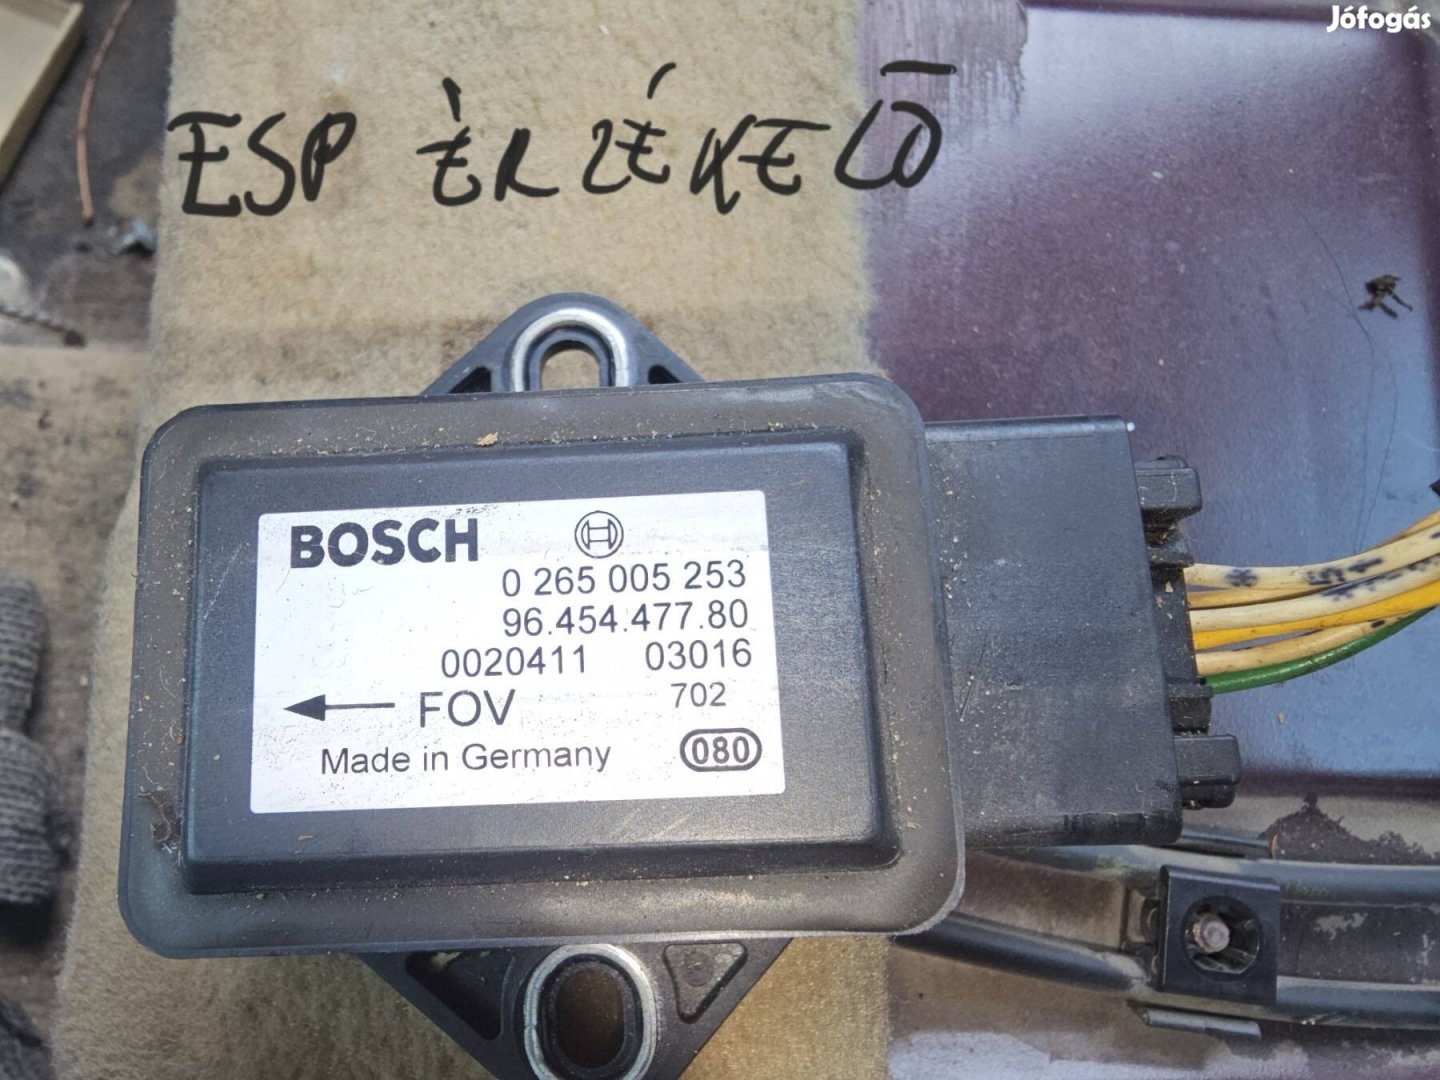 Jófogás
ESP ÉRZÉKELŐ
BOSCH
0 265 005 253
96.454.477.80
0020411 03016
← FOV 702
Made in Germany 080